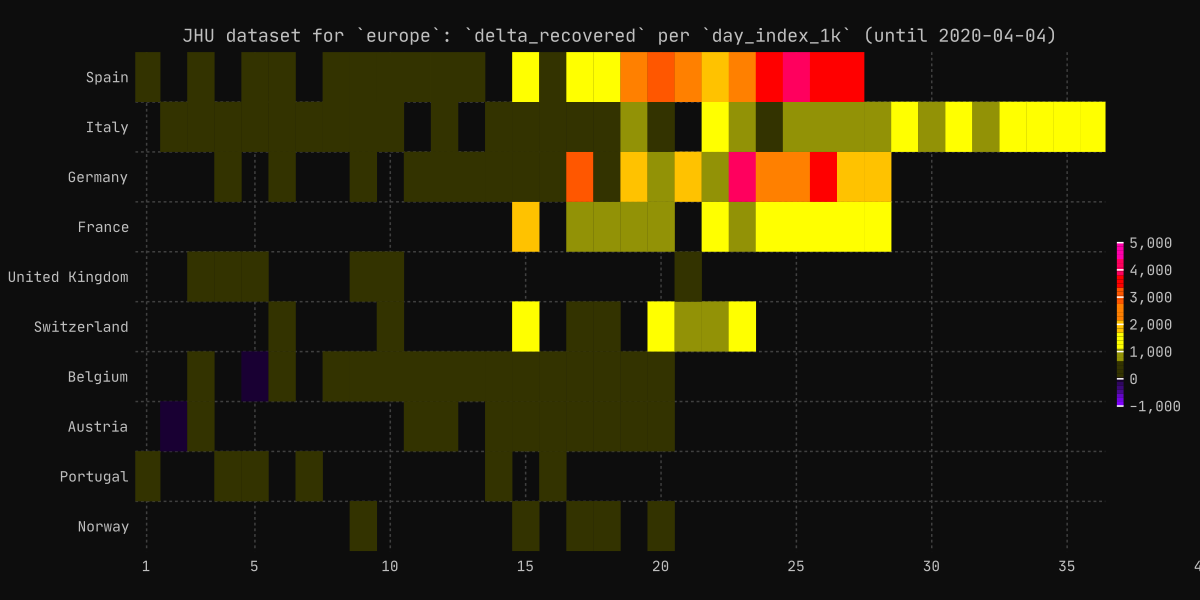 JHU dataset for `europe`: `delta_recovered` per `day_index_1k` (until 2020-04-04)
Spain
Italy
Germany
France
United Kingdom
Switzerland
Belgium
Austria
Portugal
Norway
1 5 10 15 20 25 30 35 4
5,000
4,000
3,000
2,000
1,000
0
-1,000